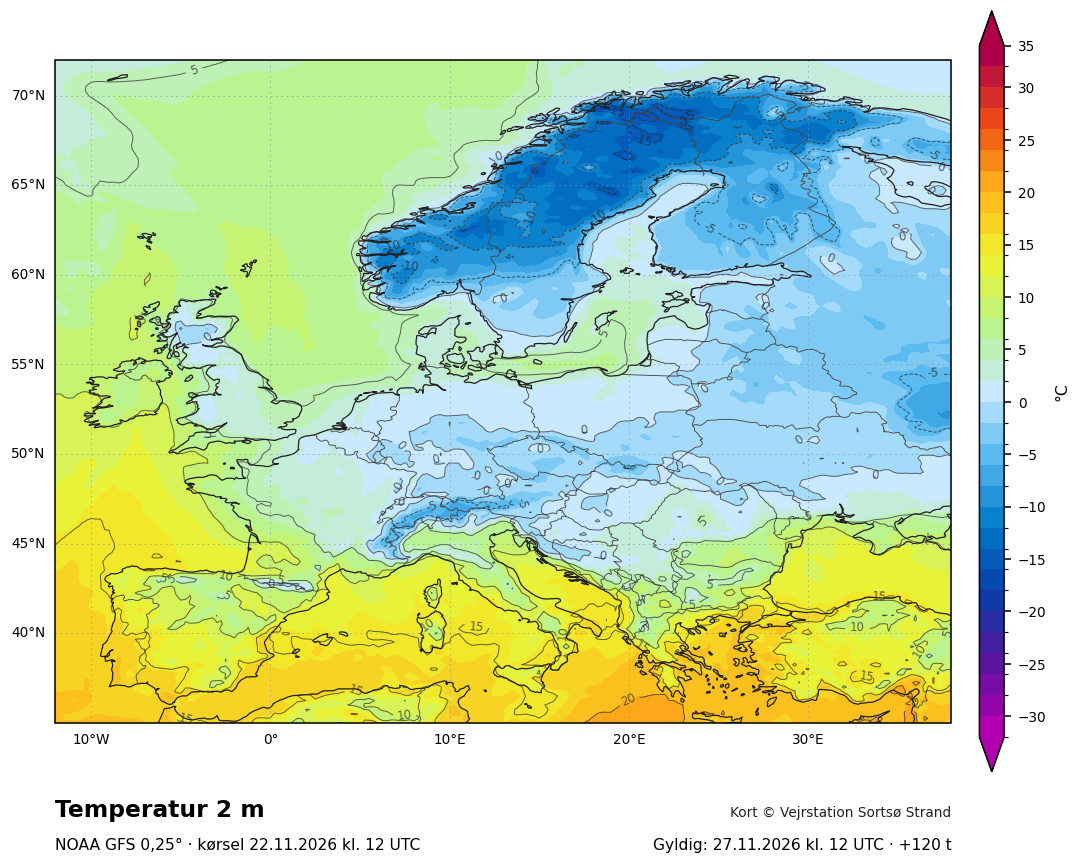 70°N
65°N
60°N
55°N
50°N
45°N
40°N
10°W
0°
10°E
20°E
30°E
35
30
25
20
15
10
5
0
−5
−10
−15
−20
−25
−30
°C
Temperatur 2 m
Kort © Vejrstation Sortsø Strand
NOAA GFS 0,25° · kørsel 22.11.2026 kl. 12 UTC
Gyldig: 27.11.2026 kl. 12 UTC · +120 t